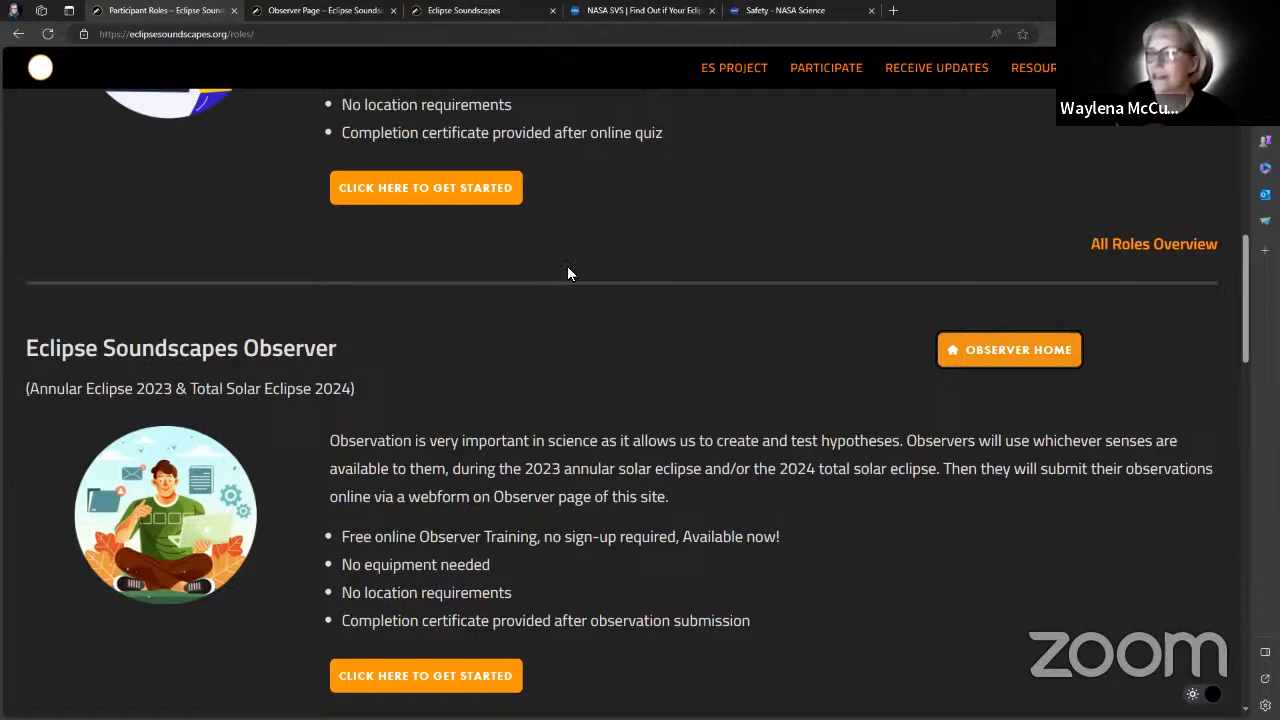 Participant Roles – Eclipse Sound
Observer Page – Eclipse Sounds
Eclipse Soundscapes
NASA SVS | Find Out if Your Ecli
Safety - NASA Science
https://eclipsesoundscapes.org/roles/
ES PROJECT
PARTICIPATE
RECEIVE UPDATES
RESOUR
Waylena McCu...
No location requirements
Completion certificate provided after online quiz
CLICK HERE TO GET STARTED
All Roles Overview
Eclipse Soundscapes Observer
OBSERVER HOME
(Annular Eclipse 2023 & Total Solar Eclipse 2024)
Observation is very important in science as it allows us to create and test hypotheses. Observers will use whichever senses are
available to them, during the 2023 annular solar eclipse and/or the 2024 total solar eclipse. Then they will submit their observations
online via a webform on Observer page of this site.
Free online Observer Training, no sign-up required, Available now!
No equipment needed
No location requirements
Completion certificate provided after observation submission
CLICK HERE TO GET STARTED
zoom